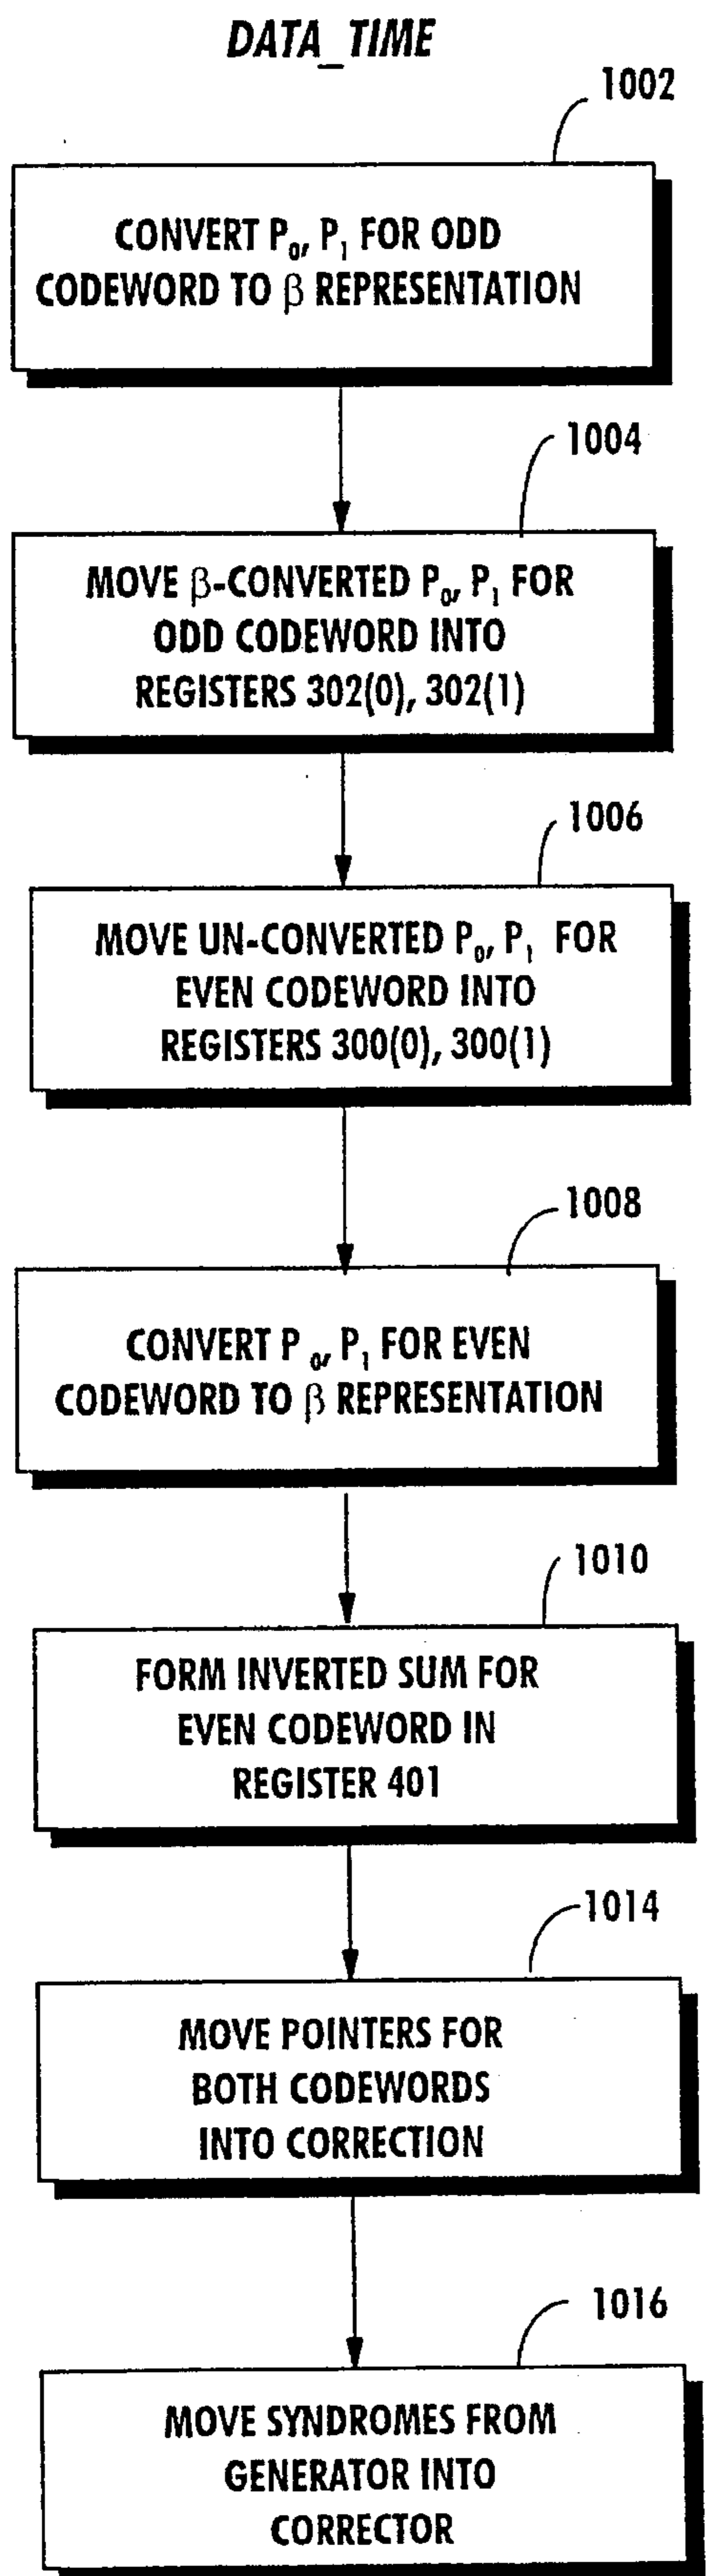 DATA_TIME
1002
CONVERT P₀, P₁ FOR ODD
CODEWORD TO β REPRESENTATION
1004
MOVE β-CONVERTED P₀, P₁ FOR
ODD CODEWORD INTO
REGISTERS 302(0), 302(1)
1006
MOVE UN-CONVERTED P₀, P₁ FOR
EVEN CODEWORD INTO
REGISTERS 300(0), 300(1)
1008
CONVERT P₀, P₁ FOR EVEN
CODEWORD TO β REPRESENTATION
1010
FORM INVERTED SUM FOR
EVEN CODEWORD IN
REGISTER 401
1014
MOVE POINTERS FOR
BOTH CODEWORDS
INTO CORRECTION
1016
MOVE SYNDROMES FROM
GENERATOR INTO
CORRECTOR